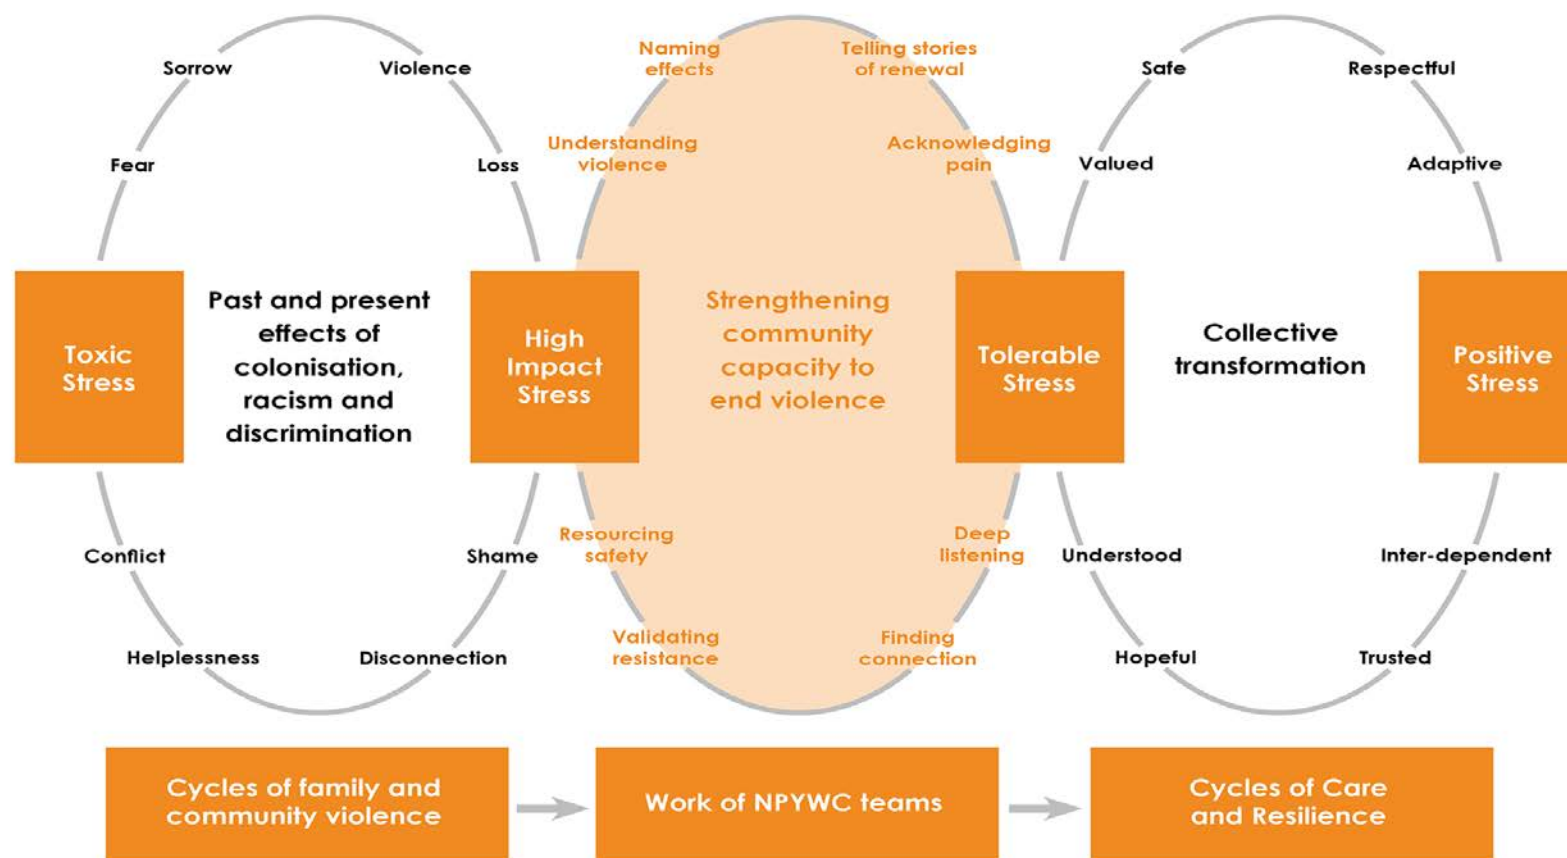 Sorrow
Violence
Fear
Loss
Toxic
Stress
Past and present
effects of
colonisation,
racism and
discrimination
High
Impact
Stress
Conflict
Shame
Helplessness
Disconnection
Naming
effects
Telling stories
of renewal
Understanding
violence
Acknowledging
pain
Strengthening
community
capacity to
end violence
Tolerable
Stress
Resourcing
safety
Deep
listening
Validating
resistance
Finding
connection
Safe
Respectful
Valued
Adaptive
Collective
transformation
Positive
Stress
Understood
Inter-dependent
Hopeful
Trusted
Cycles of family and
community violence
Work of NPYWC teams
Cycles of Care
and Resilience